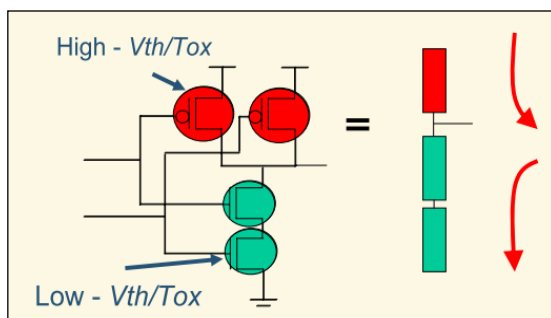 High - Vth/Tox
=
Low - Vth/Tox